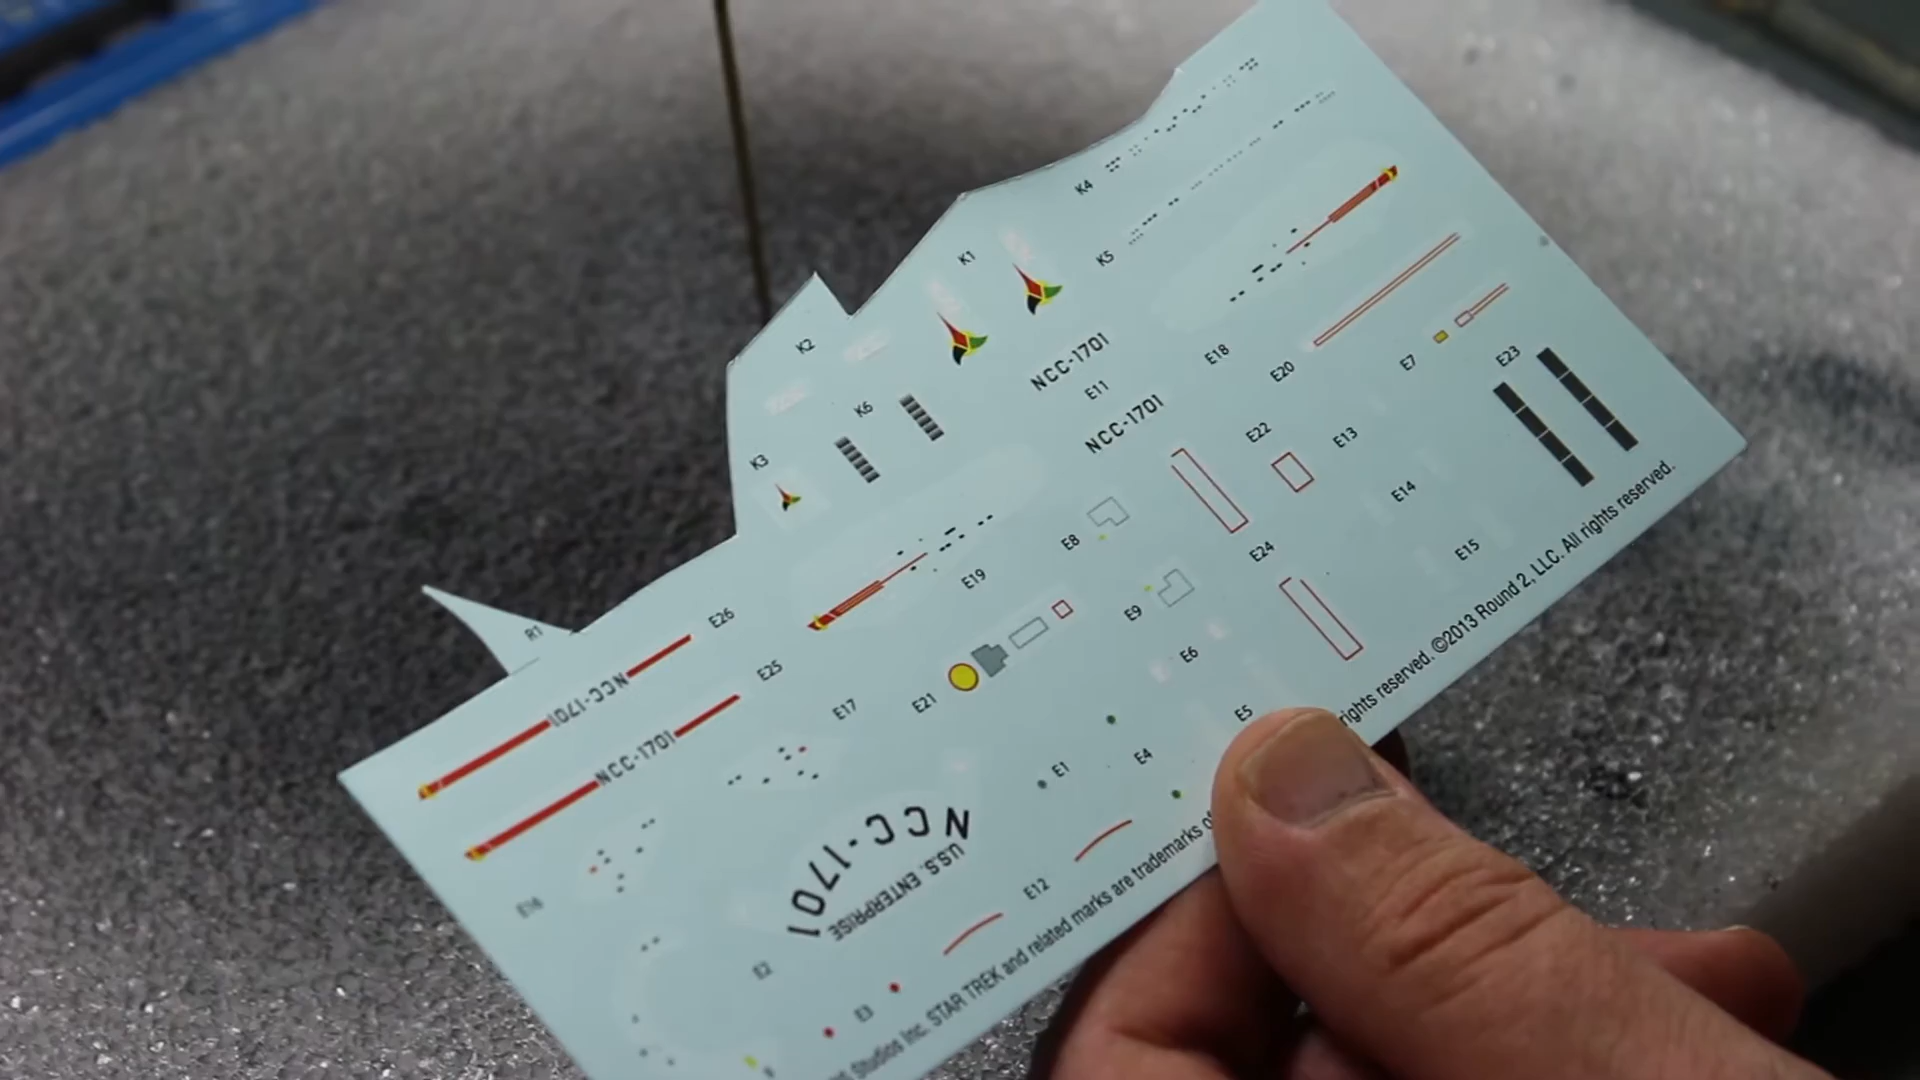 K4
K1
K5
K2
K6
NCC-1701
E18
E11
E20
E7
E23
K3
NCC-1701
E22
E13
E14
E8
E24
E15
E19
E9
R1
E26
NCC-1701
E25
E6
E17
E21
E5
NCC-1701
E1
E4
NCC-1701
U.S.S. ENTERPRISE
E16
E12
E2
E3
Studios Inc. STAR TREK and related marks are trademarks of
rights reserved. ©2013 Round 2, LLC. All rights reserved.